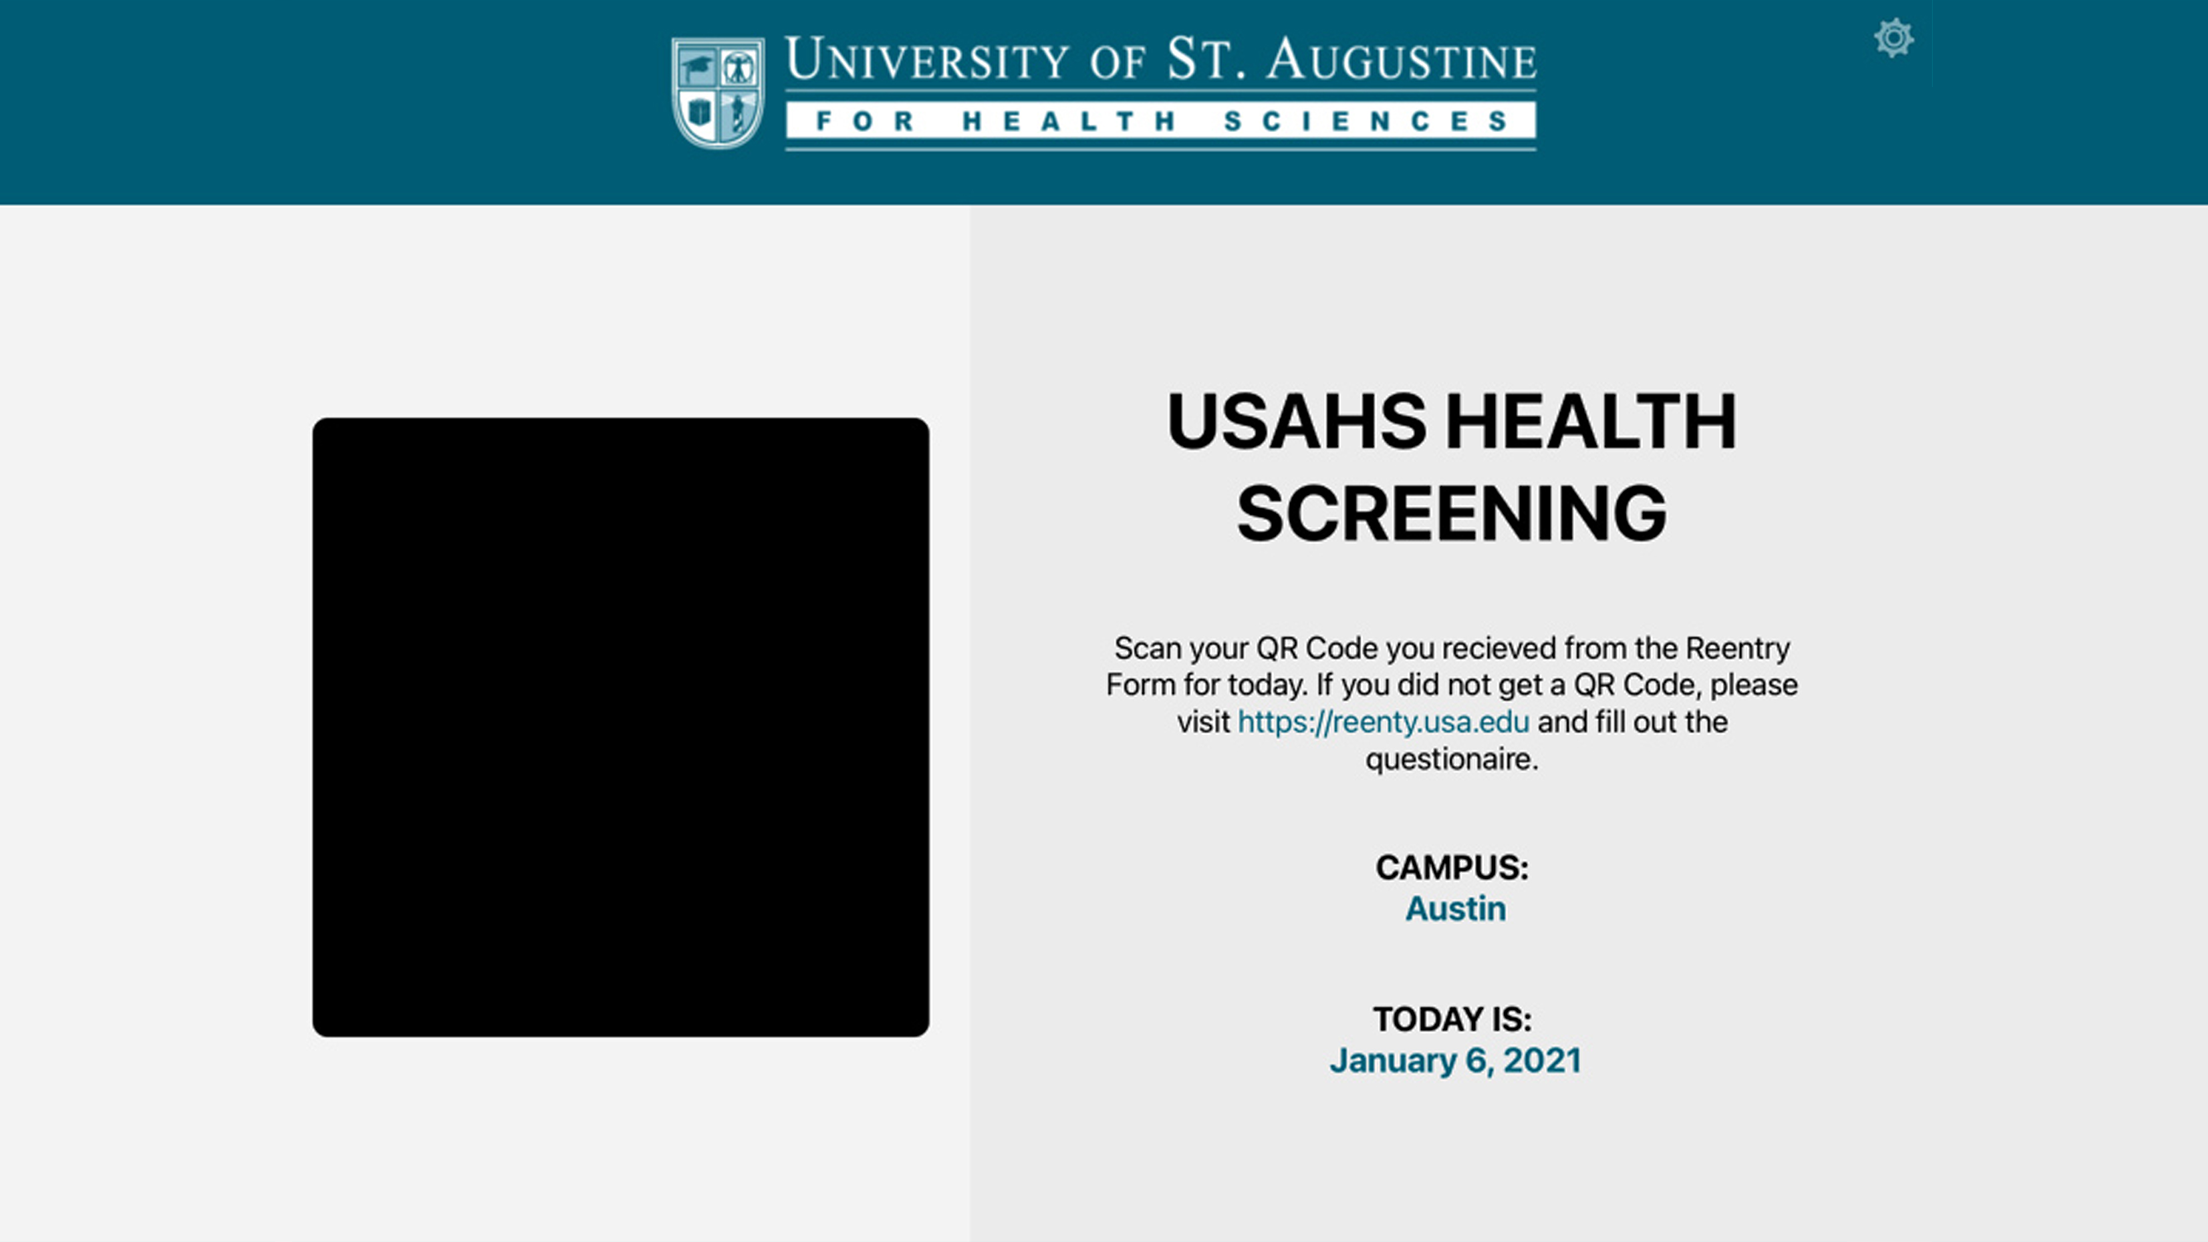 UNIVERSITY OF ST. AUGUSTINE
FOR HEALTH SCIENCES
USAHS HEALTH
SCREENING
Scan your QR Code you recieved from the Reentry
Form for today. If you did not get a QR Code, please
visit https://reenty.usa.edu and fill out the
questionaire.
CAMPUS:
Austin
TODAY IS:
January 6, 2021